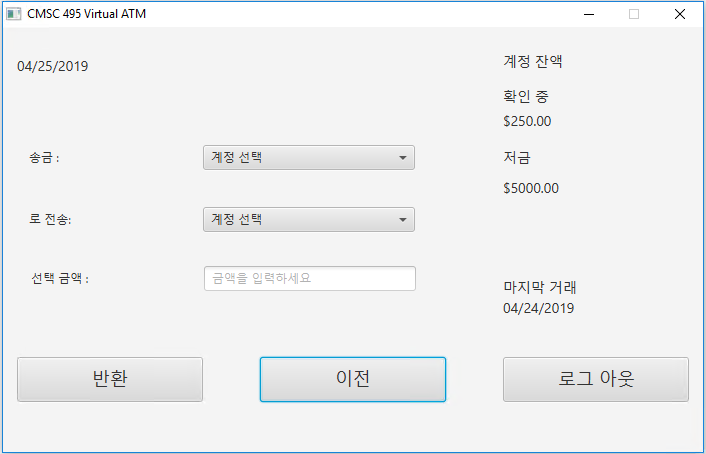 CMSC 495 Virtual ATM
04/25/2019
계정 잔액
확인 중
$250.00
송금 :
계정 선택
저금
$5000.00
로 전송:
계정 선택
선택 금액 :
금액을 입력하세요
마지막 거래
04/24/2019
반환
이전
로그 아웃